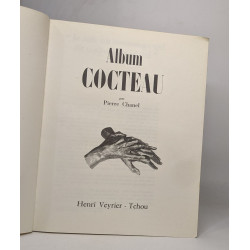 Album
COCTEAU
par
Pierre Chanel
Henri Veyrier - Tchou